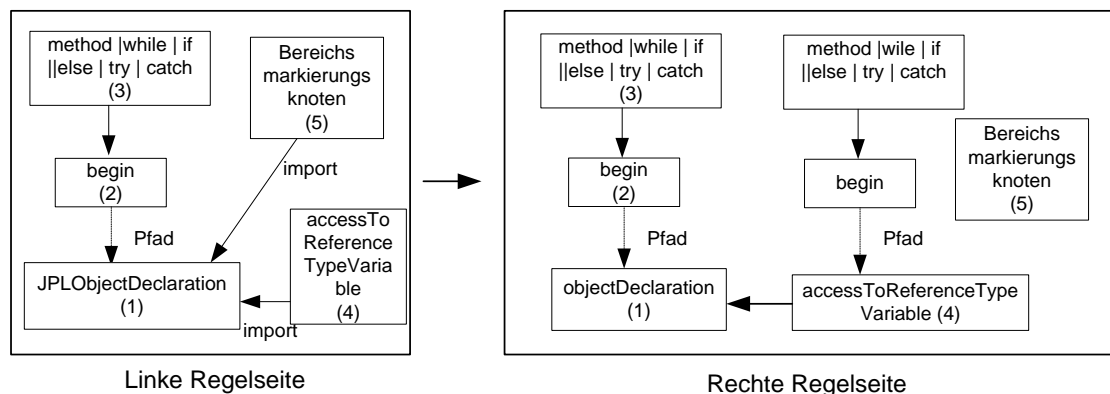 method |while | if
||else | try | catch
(3)
Bereichs
markierungs
knoten
(5)
import
begin
(2)
Pfad
accessTo
Reference
TypeVaria
ble
(4)
JPLObjectDeclaration
(1)
import
Linke Regelseite
method |while | if
||else | try | catch
(3)
method |wile | if
||else | try | catch
Bereichs
markierungs
knoten
(5)
begin
(2)
begin
Pfad
Pfad
objectDeclaration
(1)
accessToReferenceType
Variable (4)
Rechte Regelseite